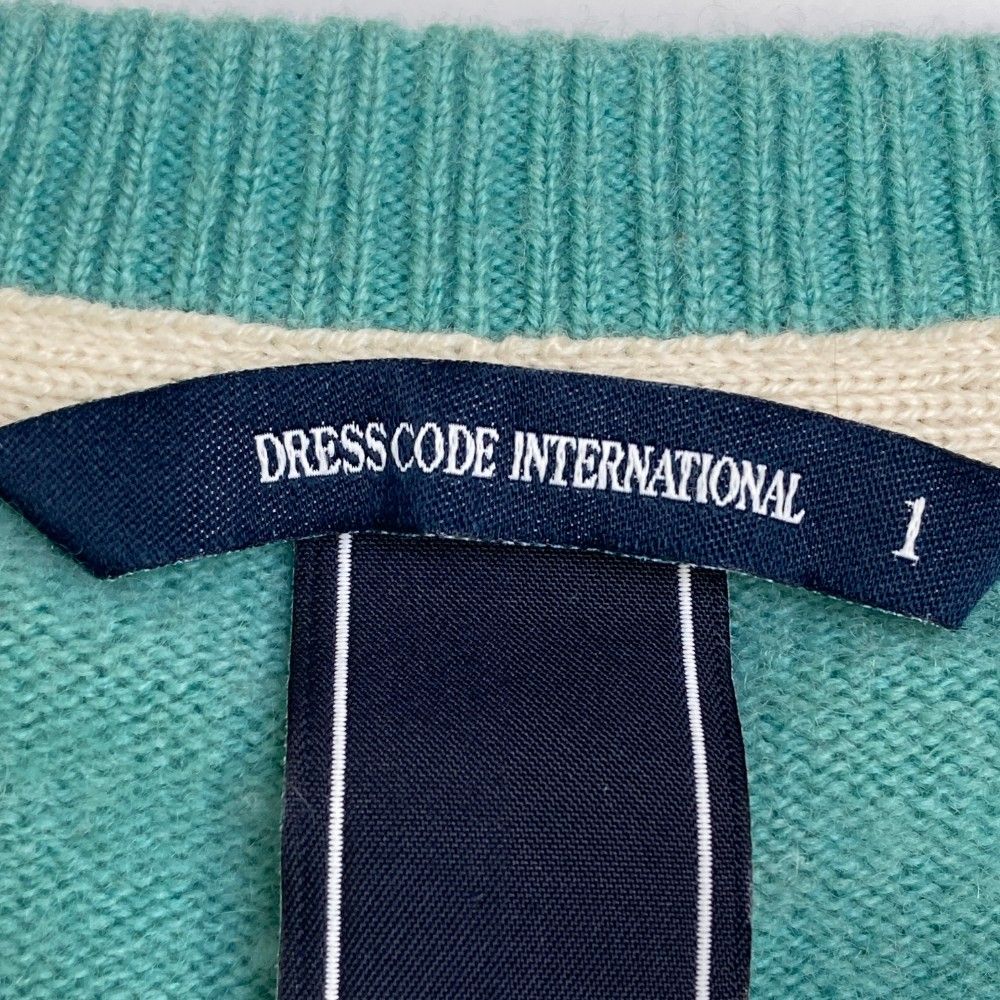 DRESSCODE INTERNATIONAL 1